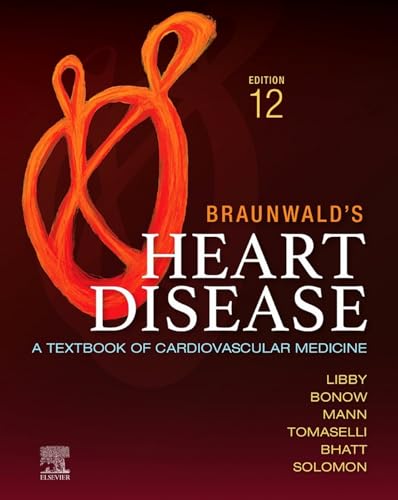 EDITION
12
BRAUNWALD'S
HEART
DISEASE
A TEXTBOOK OF CARDIOVASCULAR MEDICINE
LIBBY
BONOW
MANN
TOMASELLI
BHATT
SOLOMON
ELSEVIER